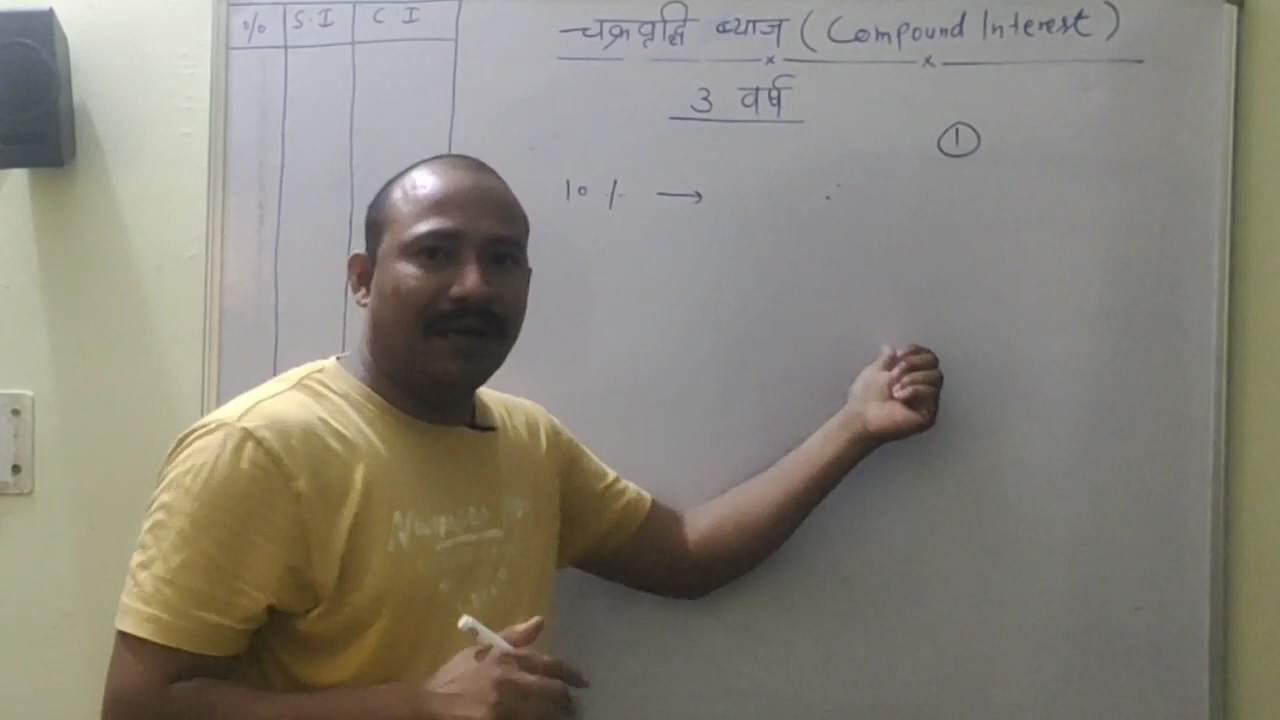 % S.I C.I
चक्रवृद्धि ब्याज (Compound Interest)
3 वर्ष
1
10 % →